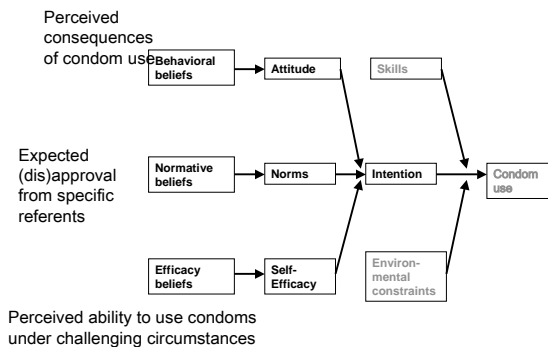 Perceived
consequences
of condom use
Behavioral
beliefs
Attitude
Skills
Expected
(dis)approval
from specific
referents
Normative
beliefs
Norms
Intention
Condom
use
Efficacy
beliefs
Self-
Efficacy
Environ-
mental
constraints
Perceived ability to use condoms
under challenging circumstances